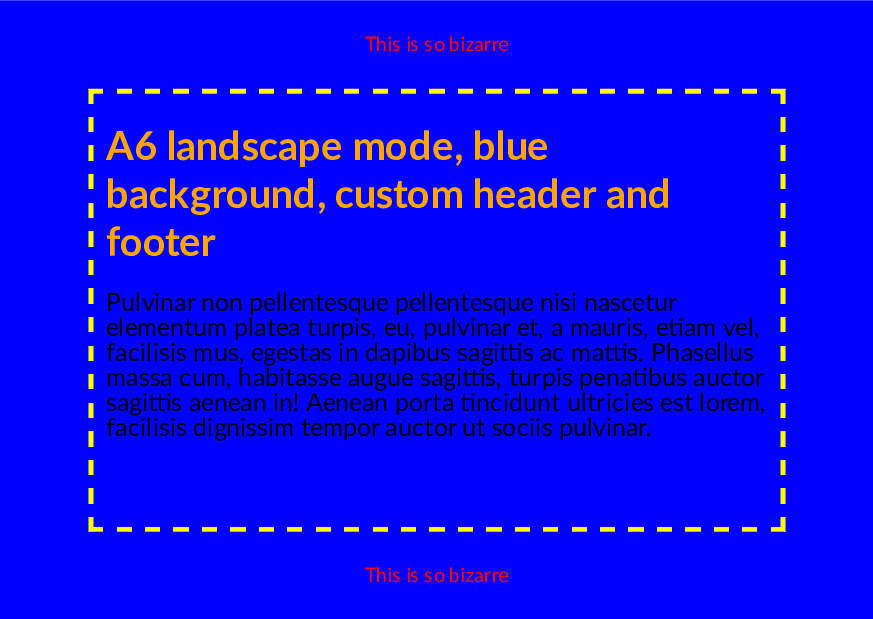 This is so bizarre
A6 landscape mode, blue
background, custom header and
footer
Pulvinar non pellentesque pellentesque nisi nascetur
elementum platea turpis, eu, pulvinar et, a mauris, etiam vel,
facilisis mus, egestas in dapibus sagittis ac mattis. Phasellus
massa cum, habitasse augue sagittis, turpis penatibus auctor
sagittis aenean in! Aenean porta tincidunt ultricies est lorem,
facilisis dignissim tempor auctor ut sociis pulvinar.
This is so bizarre